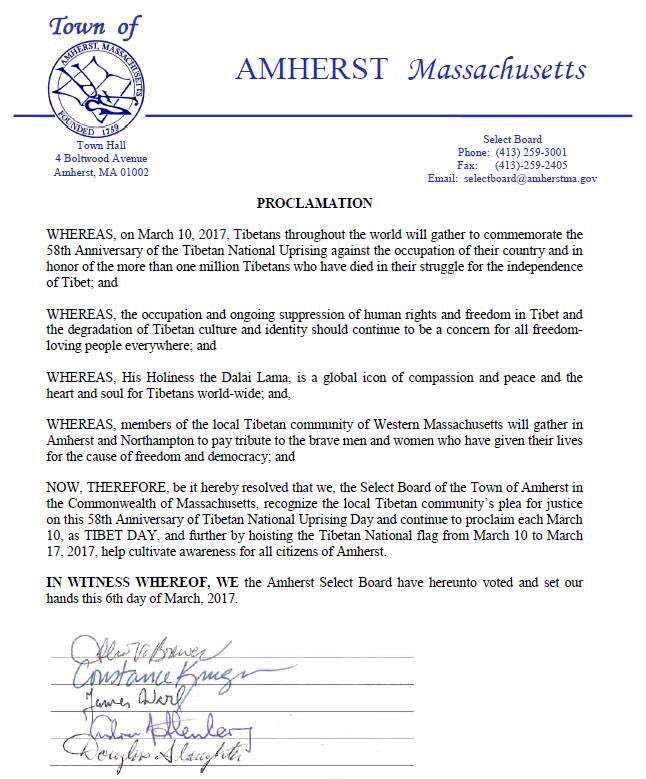 Town of
AMHERST, MASSACHUSETTS
FOUNDED 1759
AMHERST Massachusetts
Town Hall
4 Boltwood Avenue
Amherst, MA 01002
Select Board
Phone: (413) 259-3001
Fax: (413)-259-2405
Email: selectboard@amherstma.gov
PROCLAMATION
WHEREAS, on March 10, 2017, Tibetans throughout the world will gather to commemorate the
58th Anniversary of the Tibetan National Uprising against the occupation of their country and in
honor of the more than one million Tibetans who have died in their struggle for the independence
of Tibet; and
WHEREAS, the occupation and ongoing suppression of human rights and freedom in Tibet and
the degradation of Tibetan culture and identity should continue to be a concern for all freedom-
loving people everywhere; and
WHEREAS, His Holiness the Dalai Lama, is a global icon of compassion and peace and the
heart and soul for Tibetans world-wide; and,
WHEREAS, members of the local Tibetan community of Western Massachusetts will gather in
Amherst and Northampton to pay tribute to the brave men and women who have given their lives
for the cause of freedom and democracy; and
NOW, THEREFORE, be it hereby resolved that we, the Select Board of the Town of Amherst in
the Commonwealth of Massachusetts, recognize the local Tibetan community's plea for justice
on this 58th Anniversary of Tibetan National Uprising Day and continue to proclaim each March
10, as TIBET DAY, and further by hoisting the Tibetan National flag from March 10 to March
17, 2017, help cultivate awareness for all citizens of Amherst.
IN WITNESS WHEREOF, WE the Amherst Select Board have hereunto voted and set our
hands this 6th day of March, 2017.
Brewer
Constance Kruger
James Wald
Douglas Slaughter